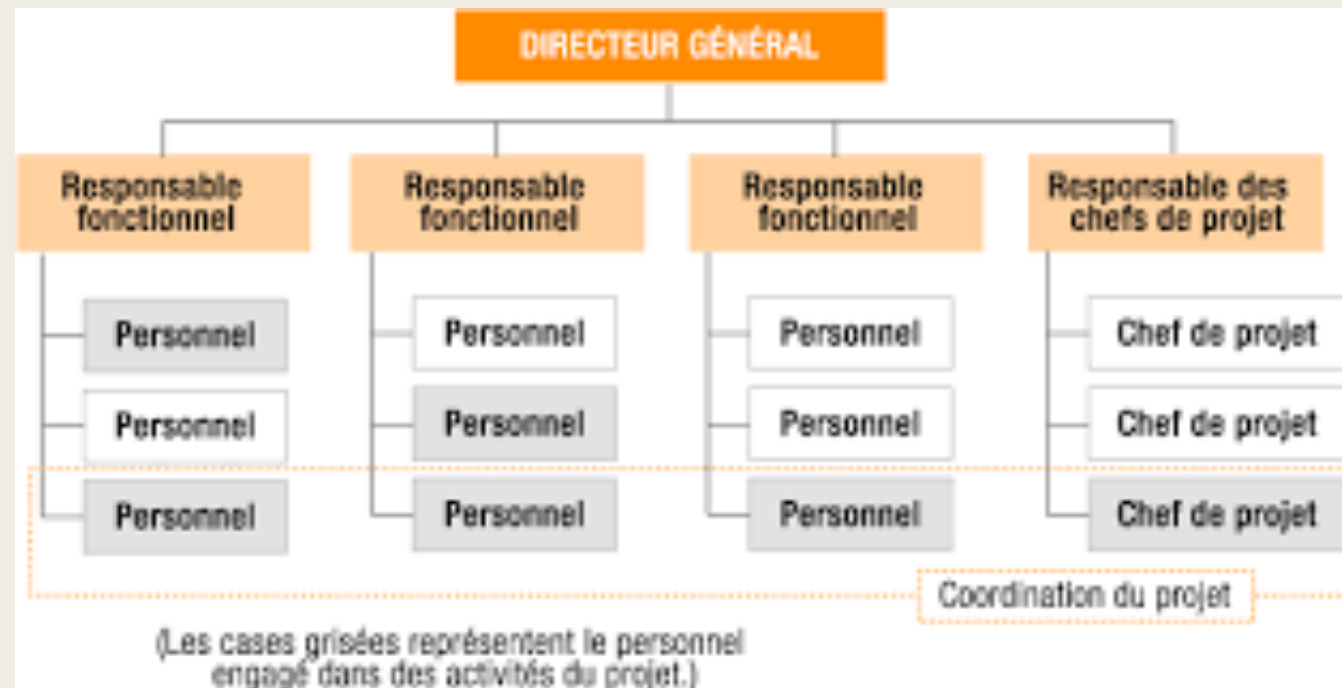 DIRECTEUR GÉNÉRAL
Responsable
fonctionnel
Responsable
fonctionnel
Responsable
fonctionnel
Responsable des
chefs de projet
Personnel
Personnel
Personnel
Chef de projet
Personnel
Personnel
Personnel
Chef de projet
Personnel
Personnel
Personnel
Chef de projet
Coordination du projet
(Les cases grisées représentent le personnel
engagé dans des activités du projet.)